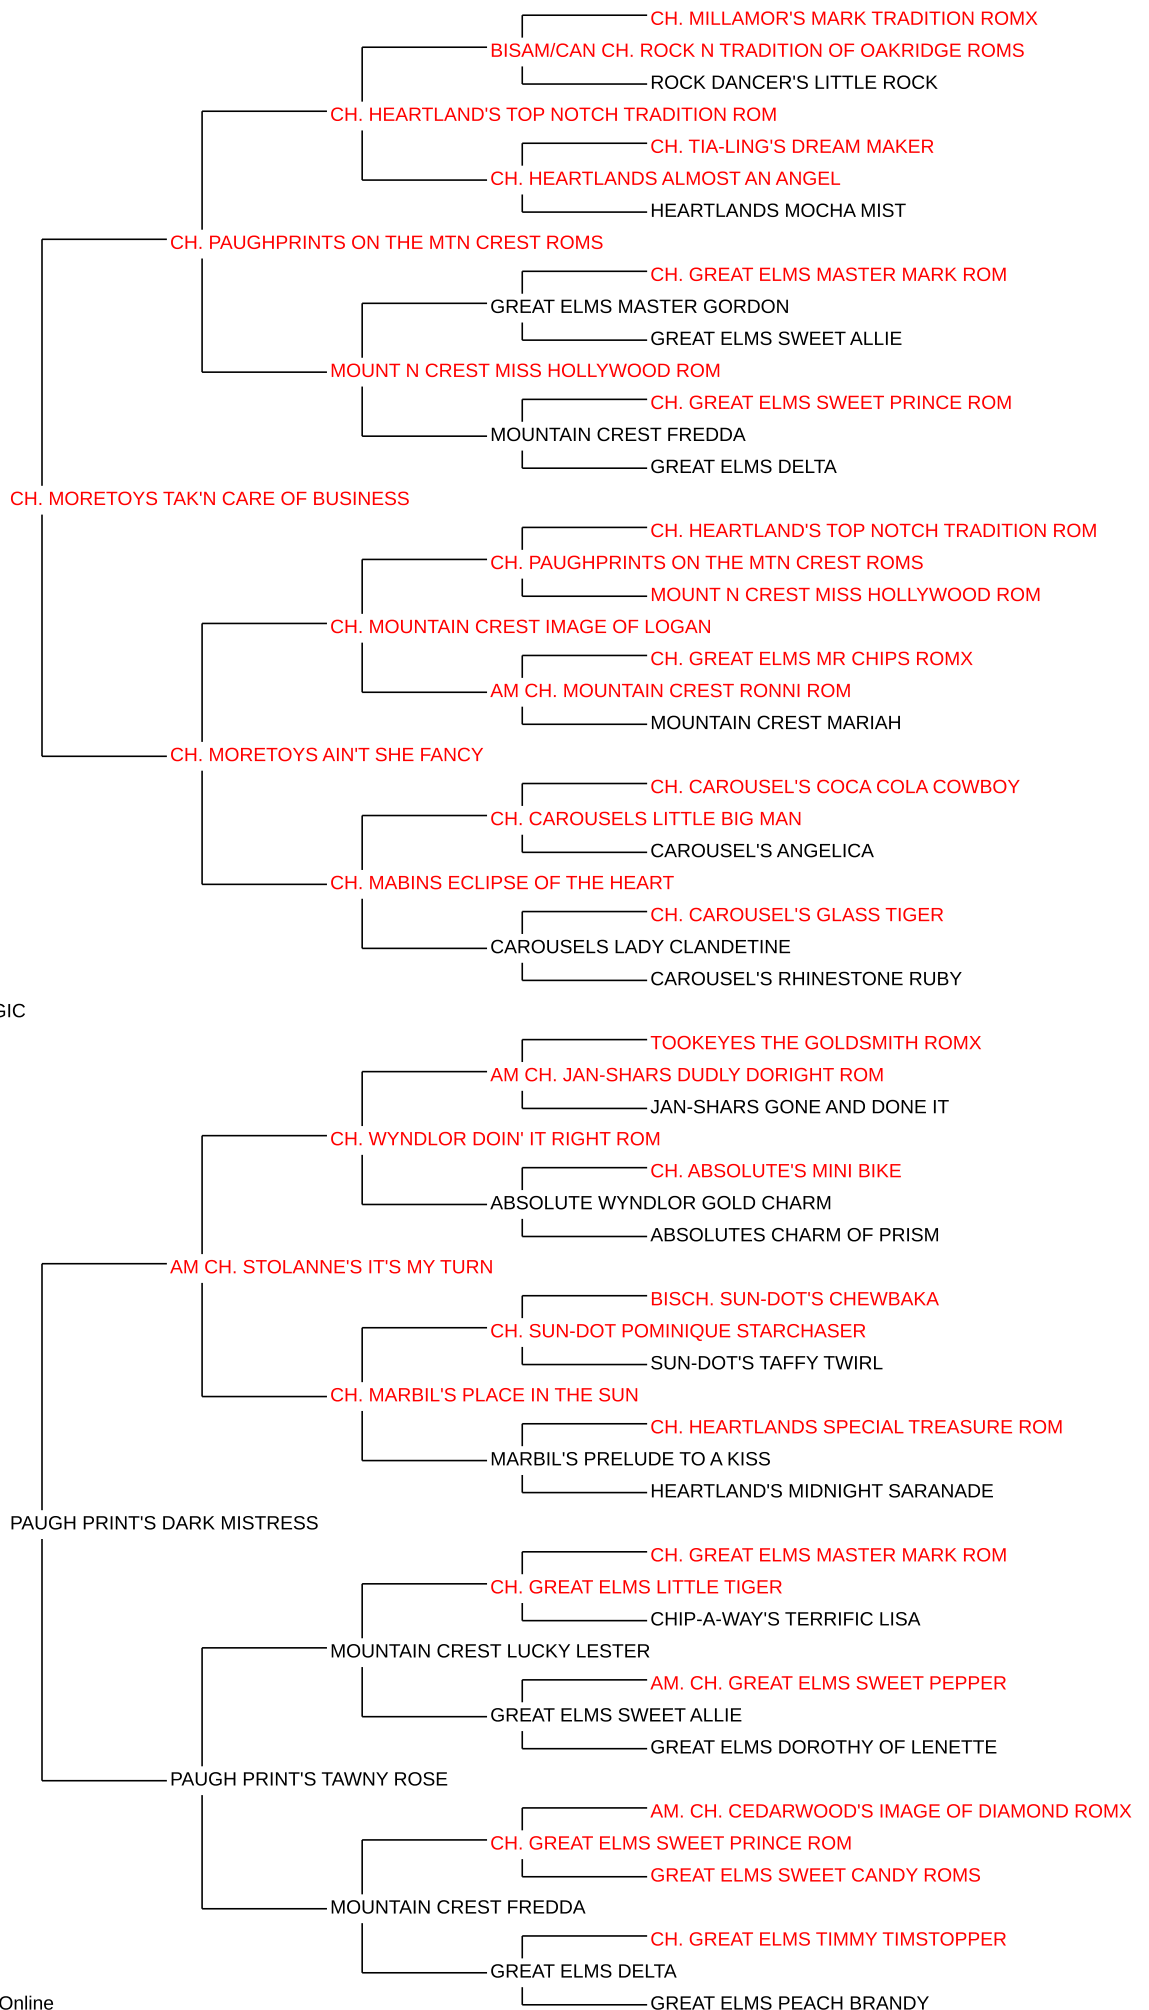 CH. MILLAMOR'S MARK TRADITION ROMX
BISAM/CAN CH. ROCK N TRADITION OF OAKRIDGE ROMS
ROCK DANCER'S LITTLE ROCK
CH. HEARTLAND'S TOP NOTCH TRADITION ROM
CH. TIA-LING'S DREAM MAKER
CH. HEARTLANDS ALMOST AN ANGEL
HEARTLANDS MOCHA MIST
CH. PAUGHPRINTS ON THE MTN CREST ROMS
CH. GREAT ELMS MASTER MARK ROM
GREAT ELMS MASTER GORDON
GREAT ELMS SWEET ALLIE
MOUNT N CREST MISS HOLLYWOOD ROM
CH. GREAT ELMS SWEET PRINCE ROM
MOUNTAIN CREST FREDDA
GREAT ELMS DELTA
CH. MORETOYS TAK'N CARE OF BUSINESS
CH. HEARTLAND'S TOP NOTCH TRADITION ROM
CH. PAUGHPRINTS ON THE MTN CREST ROMS
MOUNT N CREST MISS HOLLYWOOD ROM
CH. MOUNTAIN CREST IMAGE OF LOGAN
CH. GREAT ELMS MR CHIPS ROMX
AM CH. MOUNTAIN CREST RONNI ROM
MOUNTAIN CREST MARIAH
CH. MORETOYS AIN'T SHE FANCY
CH. CAROUSEL'S COCA COLA COWBOY
CH. CAROUSELS LITTLE BIG MAN
CAROUSEL'S ANGELICA
CH. MABINS ECLIPSE OF THE HEART
CH. CAROUSEL'S GLASS TIGER
CAROUSELS LADY CLANDETINE
CAROUSEL'S RHINESTONE RUBY
GIC
TOOKEYES THE GOLDSMITH ROMX
AM CH. JAN-SHARS DUDLY DORIGHT ROM
JAN-SHARS GONE AND DONE IT
CH. WYNDLOR DOIN' IT RIGHT ROM
CH. ABSOLUTE'S MINI BIKE
ABSOLUTE WYNDLOR GOLD CHARM
ABSOLUTES CHARM OF PRISM
AM CH. STOLANNE'S IT'S MY TURN
BISCH. SUN-DOT'S CHEWBAKA
CH. SUN-DOT POMINIQUE STARCHASER
SUN-DOT'S TAFFY TWIRL
CH. MARBIL'S PLACE IN THE SUN
CH. HEARTLANDS SPECIAL TREASURE ROM
MARBIL'S PRELUDE TO A KISS
HEARTLAND'S MIDNIGHT SARANADE
PAUGH PRINT'S DARK MISTRESS
CH. GREAT ELMS MASTER MARK ROM
CH. GREAT ELMS LITTLE TIGER
CHIP-A-WAY'S TERRIFIC LISA
MOUNTAIN CREST LUCKY LESTER
AM. CH. GREAT ELMS SWEET PEPPER
GREAT ELMS SWEET ALLIE
GREAT ELMS DOROTHY OF LENETTE
PAUGH PRINT'S TAWNY ROSE
AM. CH. CEDARWOOD'S IMAGE OF DIAMOND ROMX
CH. GREAT ELMS SWEET PRINCE ROM
GREAT ELMS SWEET CANDY ROMS
MOUNTAIN CREST FREDDA
CH. GREAT ELMS TIMMY TIMSTOPPER
GREAT ELMS DELTA
Online
GREAT ELMS PEACH BRANDY